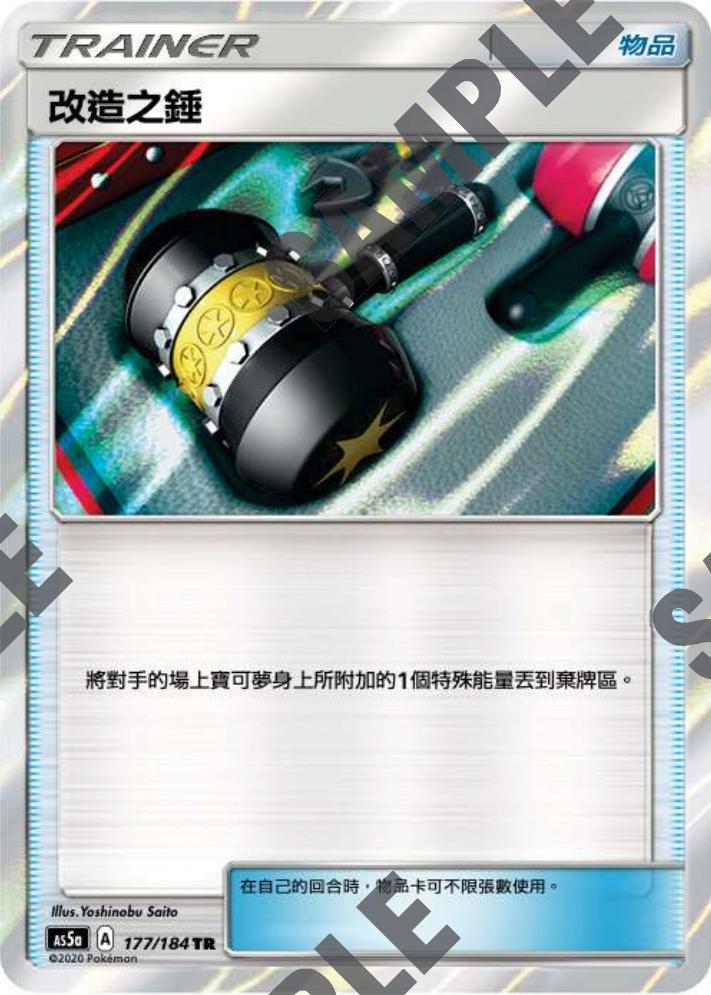 TRAINER
物品
改造之錘
SAMPLE
將對手的場上寶可夢身上所附加的1個特殊能量丟到棄牌區。
在自己的回合時，物品卡可不限張數使用。
Illus. Yoshinobu Saito
AS5a A 177/184 TR
©2020 Pokémon